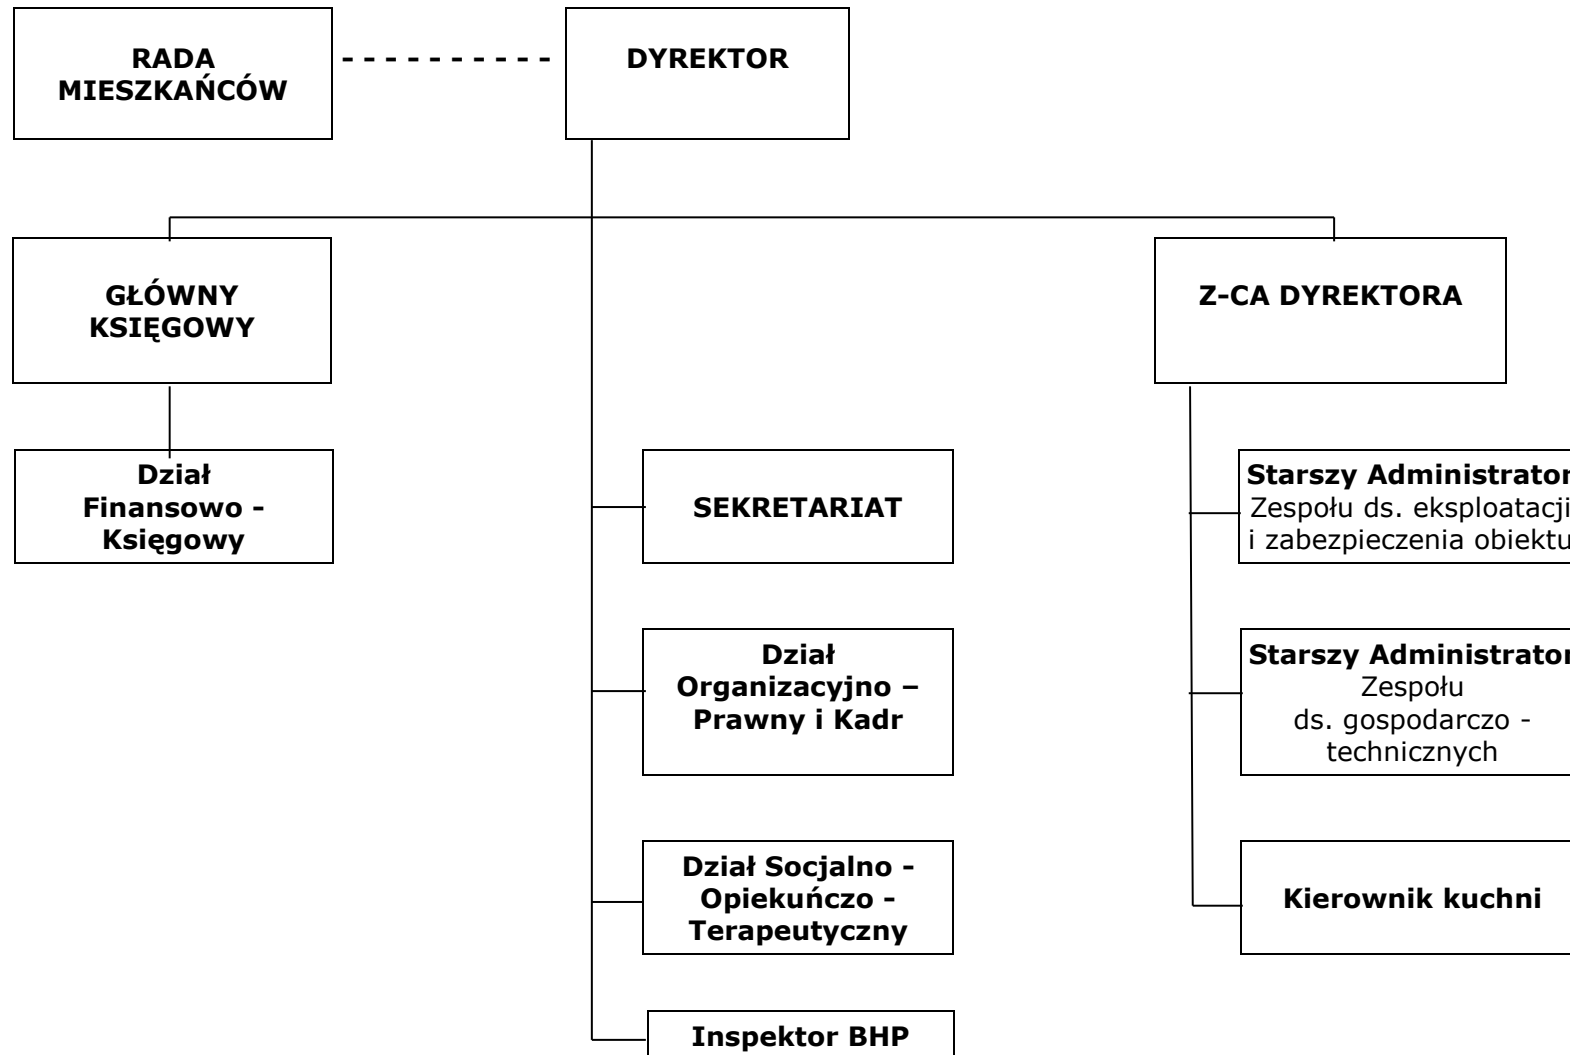 RADA
MIESZKAŃCÓW
DYREKTOR
GŁÓWNY
KSIĘGOWY
Z-CA DYREKTORA
Dział
Finansowo -
Księgowy
SEKRETARIAT
Starszy Administrator
Zespołu ds. eksploatacji
i zabezpieczenia obiektu
Dział
Organizacyjno –
Prawny i Kadr
Starszy Administrator
Zespołu
ds. gospodarczo -
technicznych
Dział Socjalno -
Opiekuńczo -
Terapeutyczny
Kierownik kuchni
Inspektor BHP